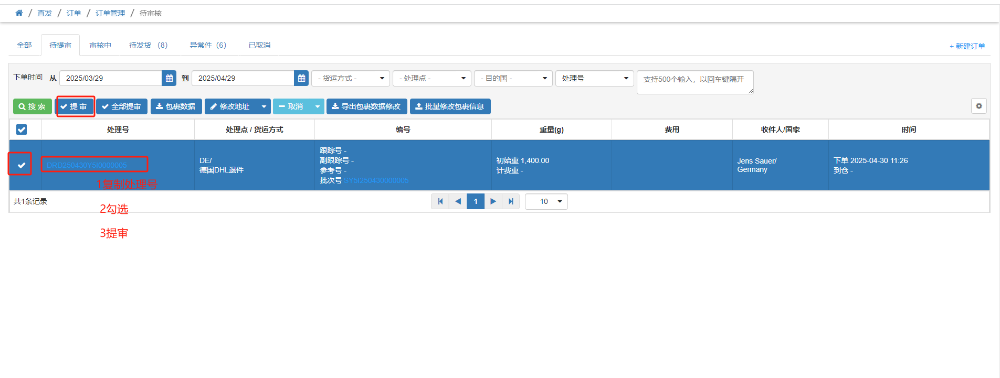 / 直发 / 订单 / 订单管理 / 待审核
全部 待提审 审核中 待发货 （8） 异常件（6） 已取消
+ 新建订单
下单时间 从 2025/03/29 到 2025/04/29 - 货运方式 - - 处理点 - - 目的国 - 处理号 支持500个输入，以回车键隔开
搜 索 提 审 全部提审 包裹数据 修改地址 取消 导出包裹数据修改 批量修改包裹信息
处理号 处理点 / 货运方式 编号 重量(g) 费用 收件人/国家 时间
DRD250430Y5I0000005
DE/
德国DHL退件
跟踪号 -
副跟踪号 -
参考号 -
批次号 SY5I250430000005
初始重 1,400.00
计费重 -
Jens Sauer/
Germany
下单 2025-04-30 11:26
到仓 -
1复制处理号
共1条记录 1 10
2勾选
3提审